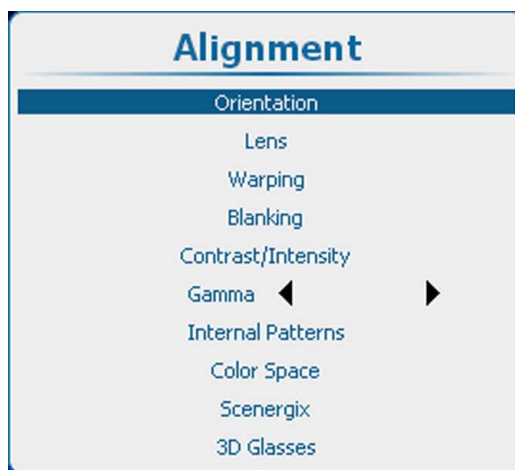 Alignment
Orientation
Lens
Warping
Blanking
Contrast/Intensity
Gamma
Internal Patterns
Color Space
Scenergix
3D Glasses